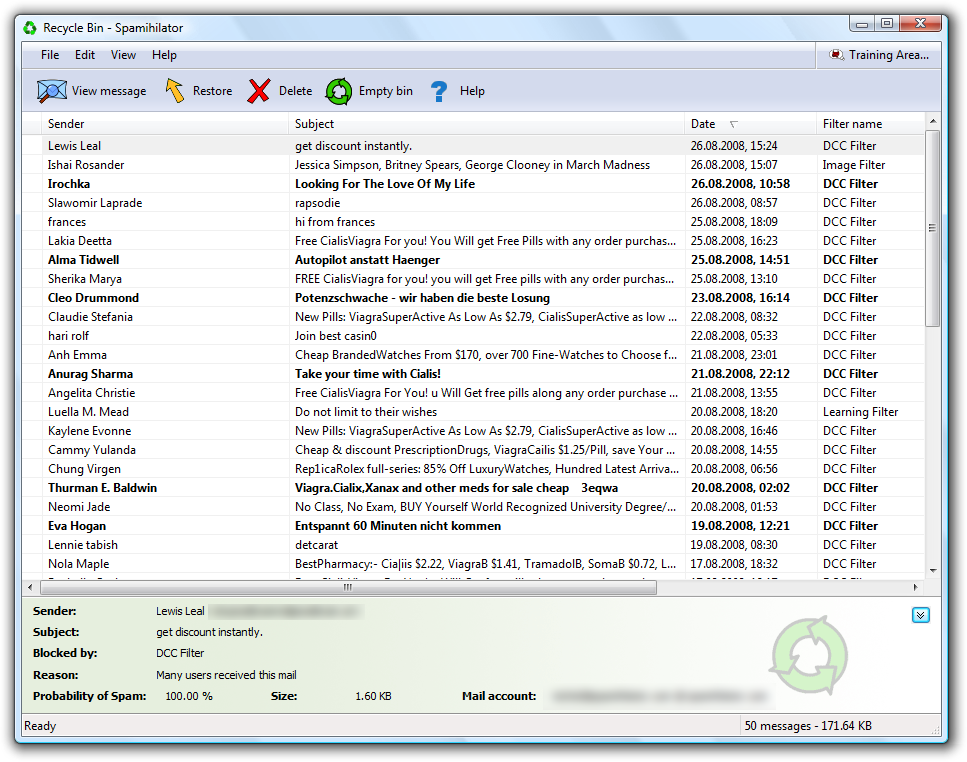 Recycle Bin - Spamihilator
File Edit View Help Training Area...
View message Restore Delete Empty bin Help
Sender Subject Date Filter name
Lewis Leal get discount instantly. 26.08.2008, 15:24 DCC Filter
Ishai Rosander Jessica Simpson, Britney Spears, George Clooney in March Madness 26.08.2008, 15:07 Image Filter
Irochka Looking For The Love Of My Life 26.08.2008, 10:58 DCC Filter
Slawomir Laprade rapsodie 26.08.2008, 08:57 DCC Filter
frances hi from frances 25.08.2008, 18:09 DCC Filter
Lakia Deetta Free CialisViagra For you! You Will get Free Pills with any order purchas... 25.08.2008, 16:23 DCC Filter
Alma Tidwell Autopilot anstatt Haenger 25.08.2008, 14:51 DCC Filter
Sherika Marya FREE CialisViagra for you! you will get Free pills with any order purchas... 25.08.2008, 13:10 DCC Filter
Cleo Drummond Potenzschwache - wir haben die beste Losung 23.08.2008, 16:14 DCC Filter
Claudie Stefania New Pills: ViagraSuperActive As Low As $2.79, CialisSuperActive as low ... 22.08.2008, 08:32 DCC Filter
hari rolf Join best casin0 22.08.2008, 05:33 DCC Filter
Anh Emma Cheap BrandedWatches From $170, over 700 Fine-Watches to Choose f... 21.08.2008, 23:01 DCC Filter
Anurag Sharma Take your time with Cialis! 21.08.2008, 22:12 DCC Filter
Angelita Christie Free CialisViagra For You! u Will Get free pills along any order purchase ... 21.08.2008, 13:55 DCC Filter
Luella M. Mead Do not limit to their wishes 20.08.2008, 18:20 Learning Filter
Kaylene Evonne New Pills: ViagraSuperActive As Low As $2.79, CialisSuperActive as low ... 20.08.2008, 16:46 DCC Filter
Cammy Yulanda Cheap & discount PrescriptionDrugs, ViagraCailis $1.25/Pill, save Your ... 20.08.2008, 14:55 DCC Filter
Chung Virgen Rep1icaRolex full-series: 85% Off LuxuryWatches, Hundred Latest Arriva... 20.08.2008, 06:56 DCC Filter
Thurman E. Baldwin Viagra.Cialix,Xanax and other meds for sale cheap 3eqwa 20.08.2008, 02:02 DCC Filter
Neomi Jade No Class, No Exam, BUY Yourself World Recognized University Degree/... 20.08.2008, 01:53 DCC Filter
Eva Hogan Entspannt 60 Minuten nicht kommen 19.08.2008, 12:21 DCC Filter
Lennie tabish detcarat 19.08.2008, 08:30 DCC Filter
Nola Maple BestPharmacy:- Cia|iis $2.22, ViagraB $1.41, TramadolB, SomaB $0.72, L... 17.08.2008, 18:32 DCC Filter
Sender: Lewis Leal
Subject: get discount instantly.
Blocked by: DCC Filter
Reason: Many users received this mail
Probability of Spam: 100.00 % Size: 1.60 KB Mail account:
Ready 50 messages - 171.64 KB